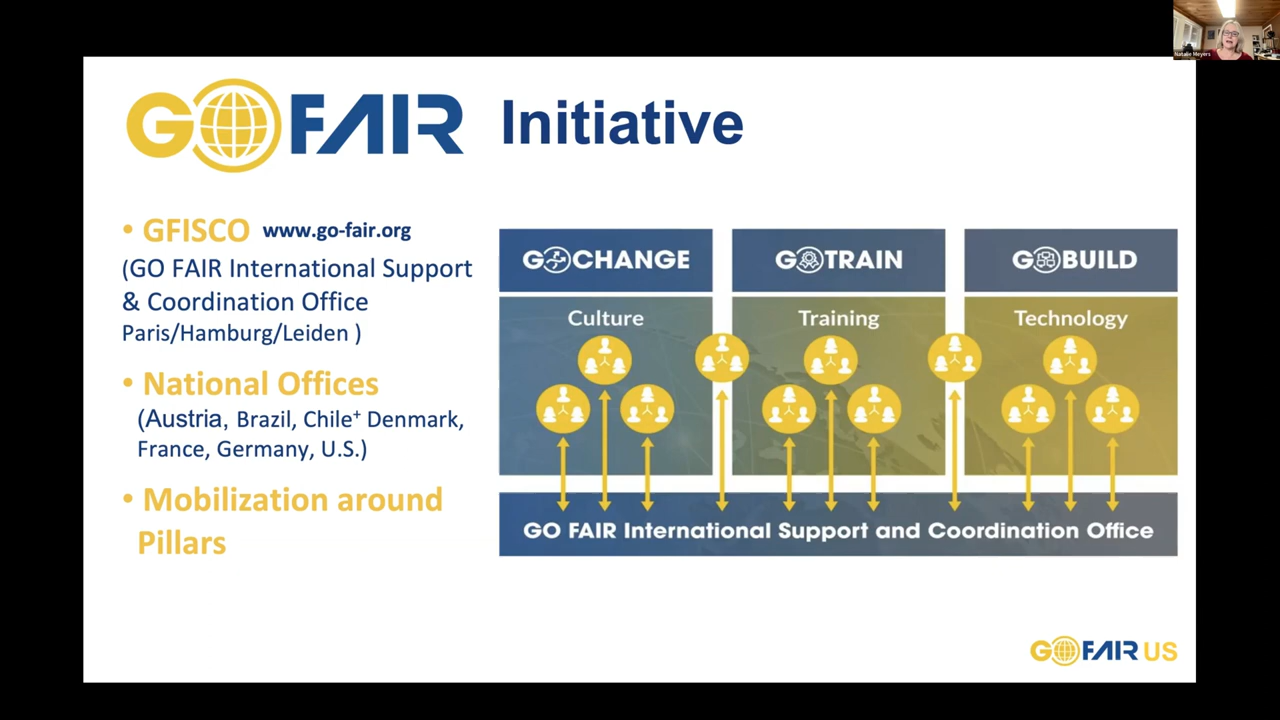 Natalie Meyers
GO FAIR Initiative
• GFISCO www.go-fair.org
(GO FAIR International Support
& Coordination Office
Paris/Hamburg/Leiden )
• National Offices
(Austria, Brazil, Chile⁺ Denmark,
France, Germany, U.S.)
• Mobilization around
Pillars
GO CHANGE
GO TRAIN
GO BUILD
Culture
Training
Technology
GO FAIR International Support and Coordination Office
GO FAIR US